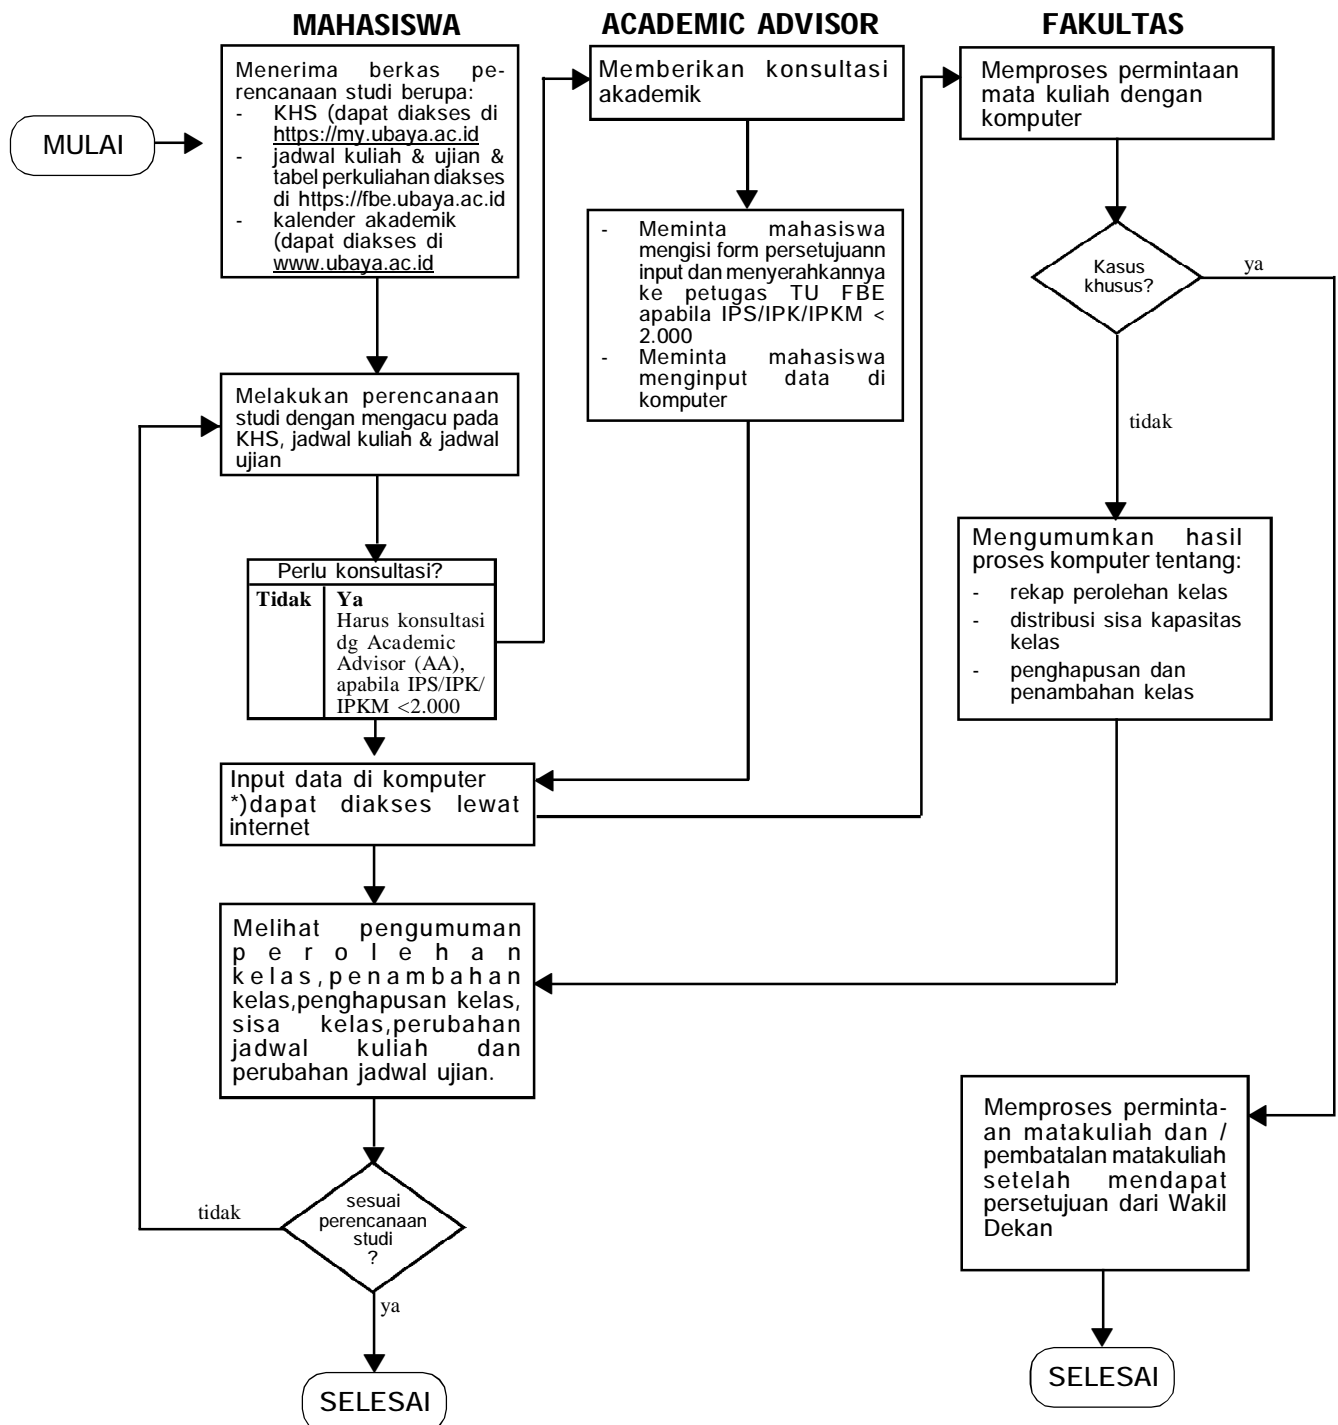 MAHASISWA
ACADEMIC ADVISOR
FAKULTAS
MULAI
Menerima berkas pe-
rencanaan studi berupa:
- KHS (dapat diakses di
https://my.ubaya.ac.id
- jadwal kuliah & ujian &
tabel perkuliahan diakses
di https://fbe.ubaya.ac.id
- kalender akademik
(dapat diakses di
www.ubaya.ac.id
Melakukan perencanaan
studi dengan mengacu pada
KHS, jadwal kuliah & jadwal
ujian
Perlu konsultasi?
Tidak
Ya
Harus konsultasi
dg Academic
Advisor (AA),
apabila IPS/IPK/
IPKM <2.000
Input data di komputer
*)dapat diakses lewat
internet
Melihat pengumuman
perolehan
kelas,penambahan
kelas,penghapusan kelas,
sisa kelas,perubahan
jadwal kuliah dan
perubahan jadwal ujian.
sesuai
perencanaan
studi
?
tidak
ya
SELESAI
Memberikan konsultasi
akademik
- Meminta mahasiswa
mengisi form persetujuann
input dan menyerahkannya
ke petugas TU FBE
apabila IPS/IPK/IPKM <
2.000
- Meminta mahasiswa
menginput data di
komputer
Memproses permintaan
mata kuliah dengan
komputer
Kasus
khusus?
ya
tidak
Mengumumkan hasil
proses komputer tentang:
- rekap perolehan kelas
- distribusi sisa kapasitas
kelas
- penghapusan dan
penambahan kelas
Memproses perminta-
an matakuliah dan /
pembatalan matakuliah
setelah mendapat
persetujuan dari Wakil
Dekan
SELESAI